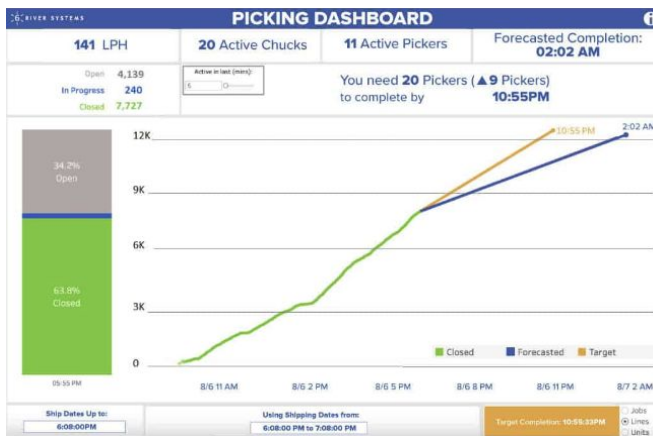 6 RIVER SYSTEMS
PICKING DASHBOARD
i
141 LPH
20 Active Chucks
11 Active Pickers
Forecasted Completion:
02:02 AM
Open 4,139
In Progress 240
Closed 7,727
Active in last (mins):
5
You need 20 Pickers (▲9 Pickers)
to complete by 10:55PM
34.2%
Open
63.8%
Closed
05:55 PM
12K
9K
6K
3K
0
10:55 PM
2:02 AM
Closed
Forecasted
Target
8/6 11 AM
8/6 2 PM
8/6 5 PM
8/6 8 PM
8/6 11 PM
8/7 2 AM
Ship Dates Up to:
6:08:00PM
Using Shipping Dates from:
6:08:00 PM to 7:08:00 PM
Target Completion: 10:55:33PM
Jobs
Lines
Units